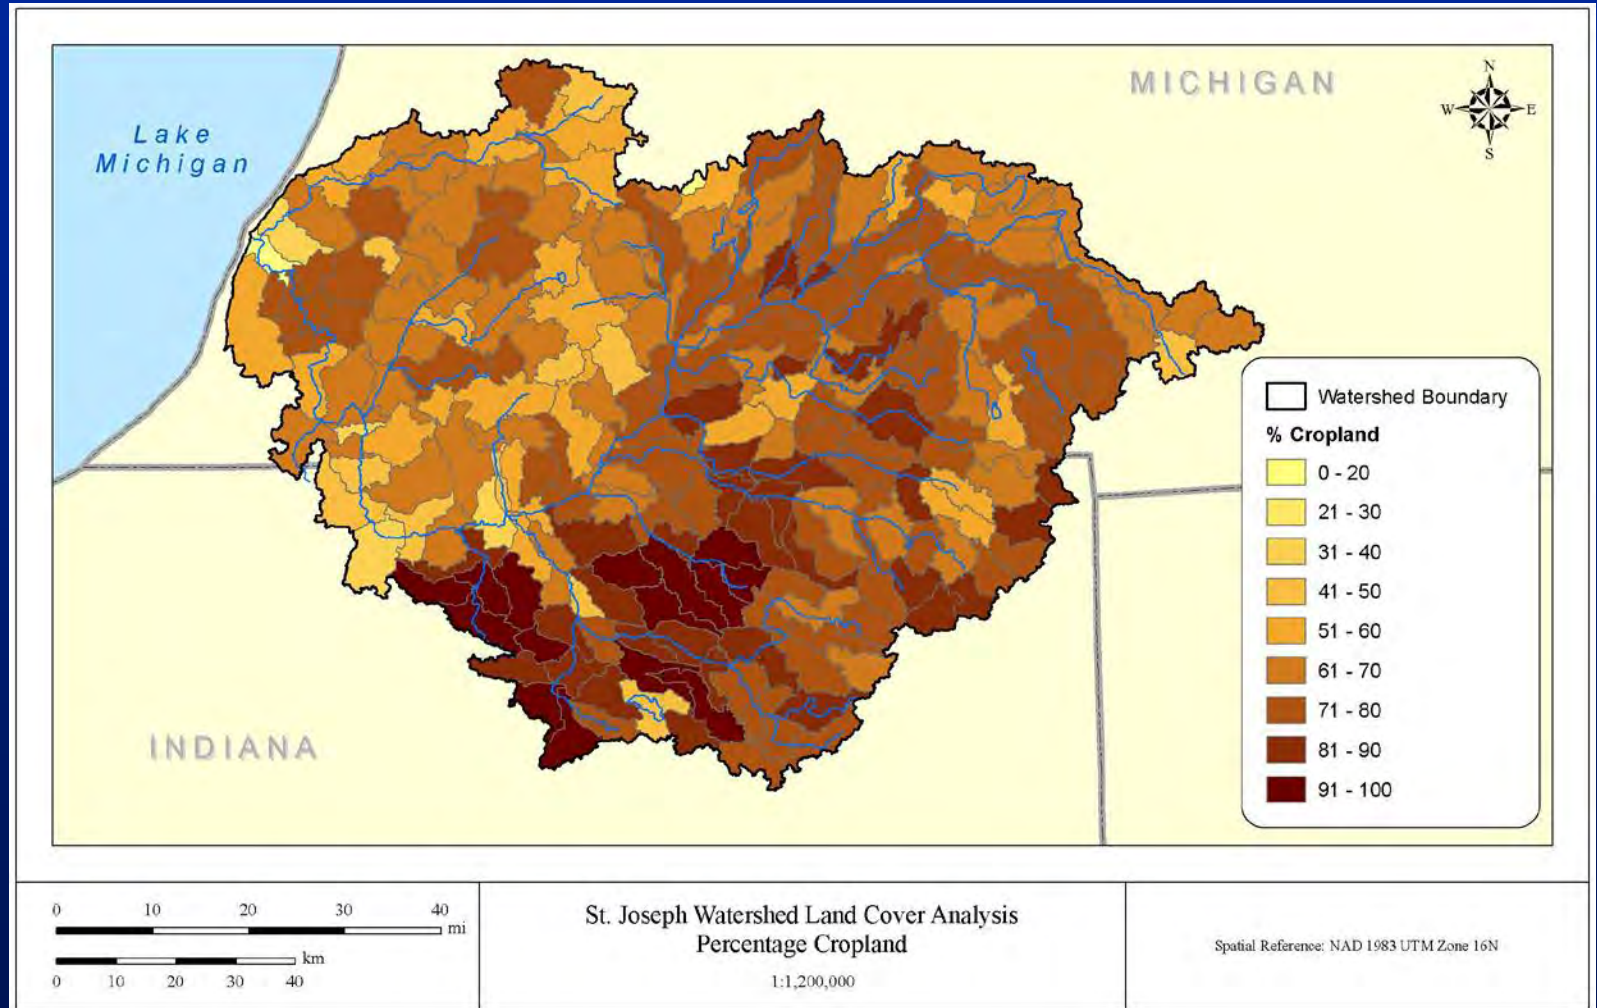 MICHIGAN
Lake
Michigan
N
W
E
S
INDIANA
Watershed Boundary
% Cropland
0 - 20
21 - 30
31 - 40
41 - 50
51 - 60
61 - 70
71 - 80
81 - 90
91 - 100
0 10 20 30 40
mi
km
0 10 20 30 40
St. Joseph Watershed Land Cover Analysis
Percentage Cropland
1:1,200,000
Spatial Reference: NAD 1983 UTM Zone 16N